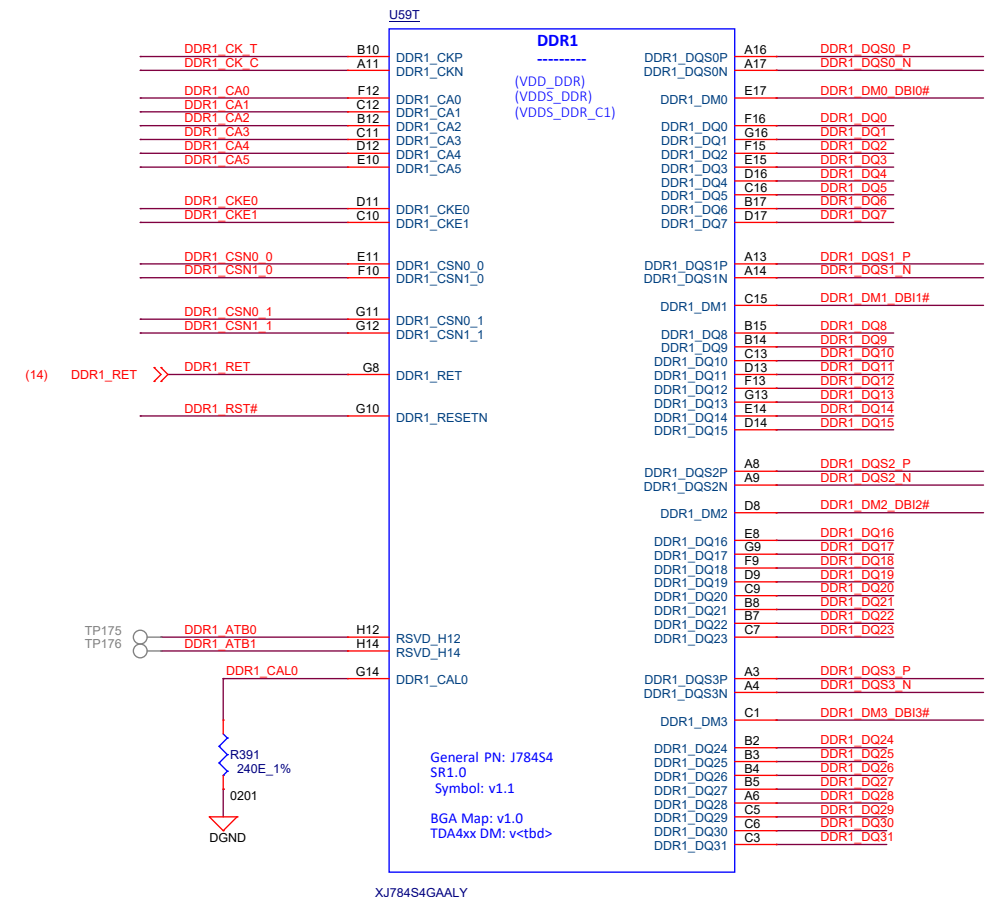 U59T
DDR1
---------
(VDD_DDR)
(VDDS_DDR)
(VDDS_DDR_C1)
DDR1_CK_T B10 DDR1_CKP
DDR1_CK_C A11 DDR1_CKN
DDR1_CA0 F12 DDR1_CA0
DDR1_CA1 C12 DDR1_CA1
DDR1_CA2 B12 DDR1_CA2
DDR1_CA3 C11 DDR1_CA3
DDR1_CA4 D12 DDR1_CA4
DDR1_CA5 E10 DDR1_CA5
DDR1_CKE0 D11 DDR1_CKE0
DDR1_CKE1 C10 DDR1_CKE1
DDR1_CSN0_0 E11 DDR1_CSN0_0
DDR1_CSN1_0 F10 DDR1_CSN1_0
DDR1_CSN0_1 G11 DDR1_CSN0_1
DDR1_CSN1_1 G12 DDR1_CSN1_1
(14) DDR1_RET DDR1_RET G8 DDR1_RET
DDR1_RST# G10 DDR1_RESETN
TP175 DDR1_ATB0 H12 RSVD_H12
TP176 DDR1_ATB1 H14 RSVD_H14
DDR1_CAL0 G14 DDR1_CAL0
R391
240E_1%
0201
DGND
General PN: J784S4
SR1.0
Symbol: v1.1
BGA Map: v1.0
TDA4xx DM: v<tbd>
DDR1_DQS0P A16 DDR1_DQS0_P
DDR1_DQS0N A17 DDR1_DQS0_N
DDR1_DM0 E17 DDR1_DM0_DBI0#
DDR1_DQ0 F16 DDR1_DQ0
DDR1_DQ1 G16 DDR1_DQ1
DDR1_DQ2 F15 DDR1_DQ2
DDR1_DQ3 E15 DDR1_DQ3
DDR1_DQ4 D16 DDR1_DQ4
DDR1_DQ5 C16 DDR1_DQ5
DDR1_DQ6 B17 DDR1_DQ6
DDR1_DQ7 D17 DDR1_DQ7
DDR1_DQS1P A13 DDR1_DQS1_P
DDR1_DQS1N A14 DDR1_DQS1_N
DDR1_DM1 C15 DDR1_DM1_DBI1#
DDR1_DQ8 B15 DDR1_DQ8
DDR1_DQ9 B14 DDR1_DQ9
DDR1_DQ10 C13 DDR1_DQ10
DDR1_DQ11 D13 DDR1_DQ11
DDR1_DQ12 F13 DDR1_DQ12
DDR1_DQ13 G13 DDR1_DQ13
DDR1_DQ14 E14 DDR1_DQ14
DDR1_DQ15 D14 DDR1_DQ15
DDR1_DQS2P A8 DDR1_DQS2_P
DDR1_DQS2N A9 DDR1_DQS2_N
DDR1_DM2 D8 DDR1_DM2_DBI2#
DDR1_DQ16 E8 DDR1_DQ16
DDR1_DQ17 G9 DDR1_DQ17
DDR1_DQ18 F9 DDR1_DQ18
DDR1_DQ19 D9 DDR1_DQ19
DDR1_DQ20 C9 DDR1_DQ20
DDR1_DQ21 B8 DDR1_DQ21
DDR1_DQ22 B7 DDR1_DQ22
DDR1_DQ23 C7 DDR1_DQ23
DDR1_DQS3P A3 DDR1_DQS3_P
DDR1_DQS3N A4 DDR1_DQS3_N
DDR1_DM3 C1 DDR1_DM3_DBI3#
DDR1_DQ24 B2 DDR1_DQ24
DDR1_DQ25 B3 DDR1_DQ25
DDR1_DQ26 B4 DDR1_DQ26
DDR1_DQ27 B5 DDR1_DQ27
DDR1_DQ28 A6 DDR1_DQ28
DDR1_DQ29 C5 DDR1_DQ29
DDR1_DQ30 C6 DDR1_DQ30
DDR1_DQ31 C3 DDR1_DQ31
XJ784S4GAALY